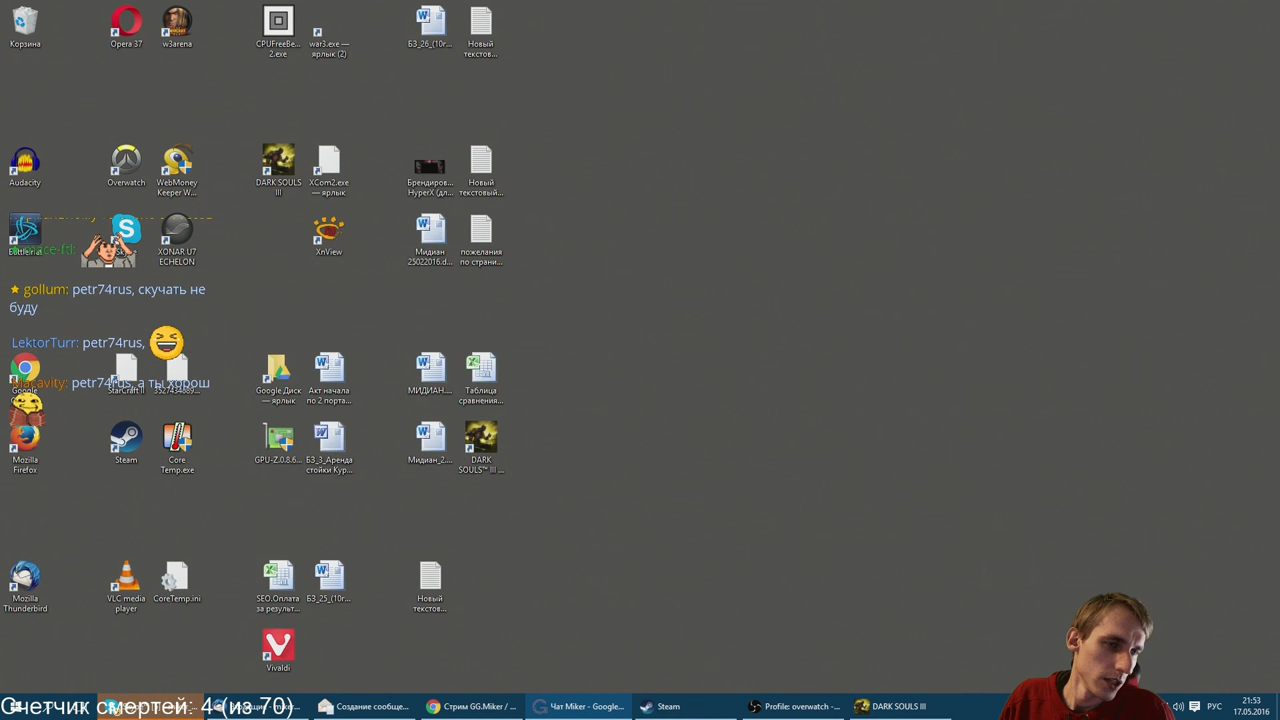 Корзина
Opera 37
w3arena
CPUFreeBe...
2.exe
war3.exe —
ярлык (2)
БЗ_26_(10г...
Новый
текстов...
Audacity
Overwatch
WebMoney
Keeper W...
DARK SOULS
III
XCom2.exe
— ярлык
Брендиров...
HyperX (дл...
Новый
текстовый...
XONAR U7
ECHELON
XnView
Мидиан
25022016.d...
пожелания
по страни...
gollum: petr74rus, скучать не
буду
LektorTurr: petr74rus,
Macavity: petr74rus, а ты хорош
StarCraft II
Google Диск
— ярлык
Акт начала
по 2 порта...
МИДИАН....
Таблица
сравнения...
Mozilla
Firefox
Steam
Core
Temp.exe
GPU-Z.0.8.6...
БЗ_3_Аренда
стойки Кур...
Мидиан_2...
DARK
SOULS™ III ...
Mozilla
Thunderbird
VLC media
player
CoreTemp.ini
SEO.Оплата
за результ...
БЗ_25_(10г...
Новый
текстов...
Vivaldi
Счетчик смертей: 4 (из 70)
Создание сообще...
Стрим GG.Miker / ...
Чат Miker - Google...
Steam
Profile: overwatch - ...
DARK SOULS III
РУС
21:53
17.05.2016